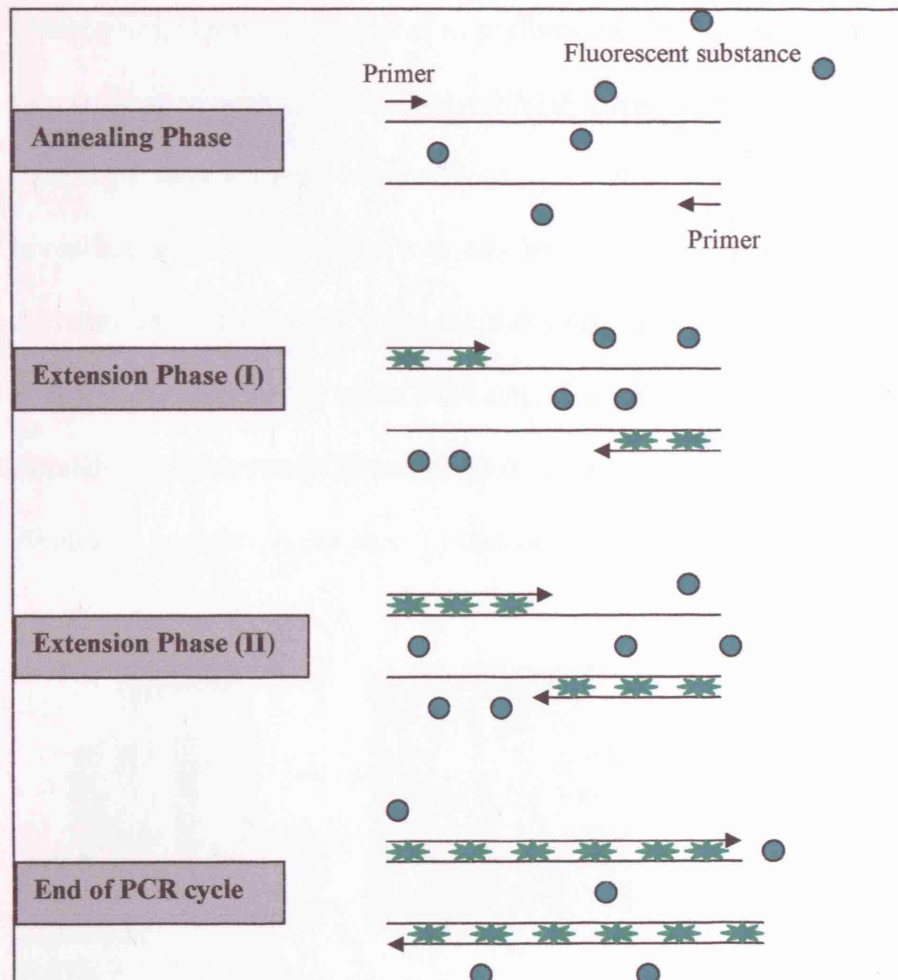 Fluorescent substance
Primer
Annealing Phase
Primer
Extension Phase (I)
Extension Phase (II)
End of PCR cycle